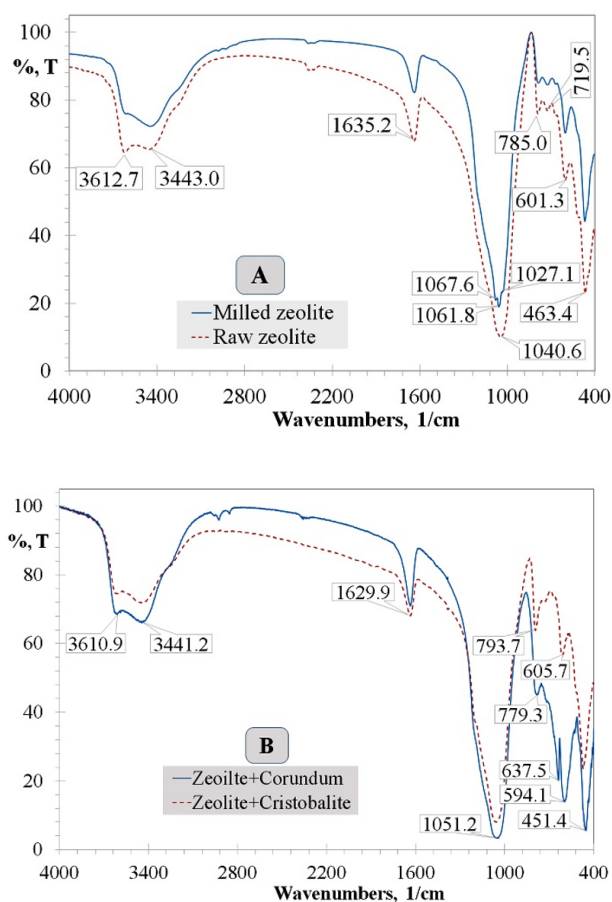 100
%, T
80
60
40
20
0
3612.7
3443.0
1635.2
785.0
719.5
601.3
1067.6
1061.8
1027.1
463.4
1040.6
A
Milled zeolite
Raw zeolite
4000 3400 2800 2200 1600 1000 400
Wavenumbers, 1/cm
100
%, T
80
60
40
20
0
3610.9
3441.2
1629.9
793.7
605.7
779.3
637.5
594.1
451.4
1051.2
B
Zeoilte+Corundum
Zeolite+Cristobalite
4000 3400 2800 2200 1600 1000 400
Wavenumbers, 1/cm